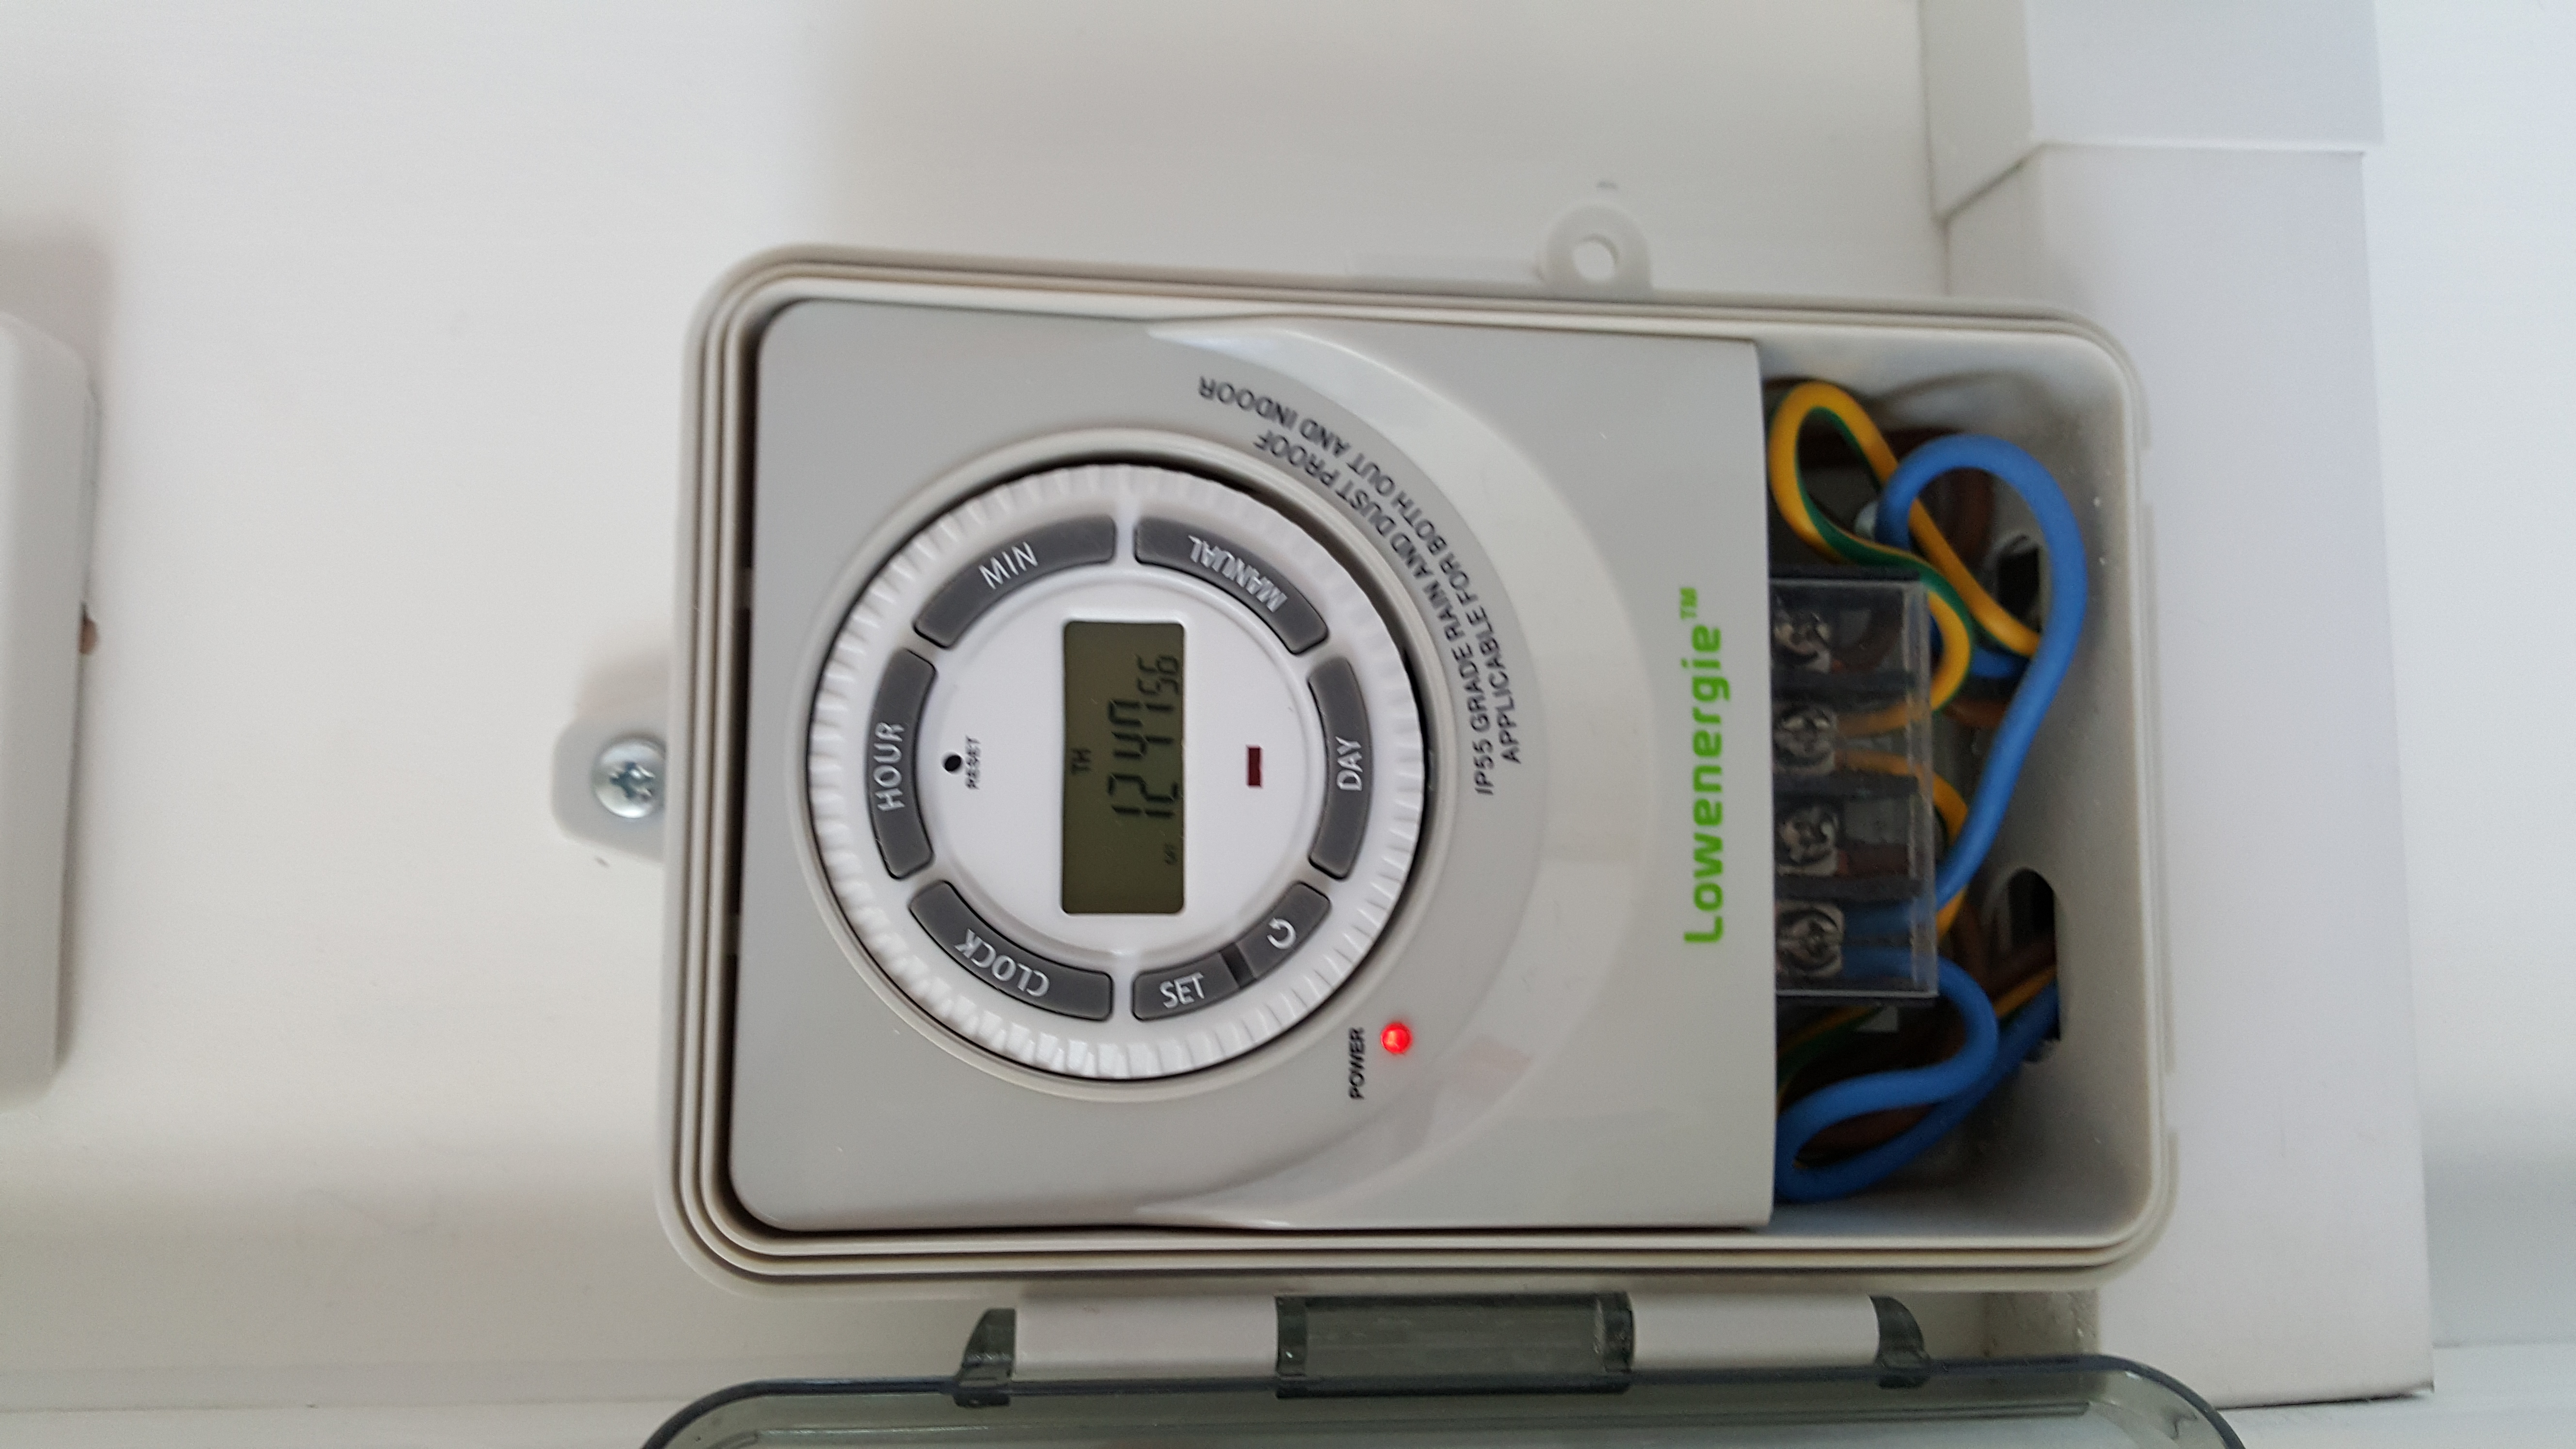 HOUR
CLOCK
MIN
RESET
TH
12 47 56
SET
MANUAL
DAY
POWER
IP55 GRADE RAIN AND DUST PROOF
APPLICABLE FOR BOTH OUT AND INDOOR
Lowenergie™